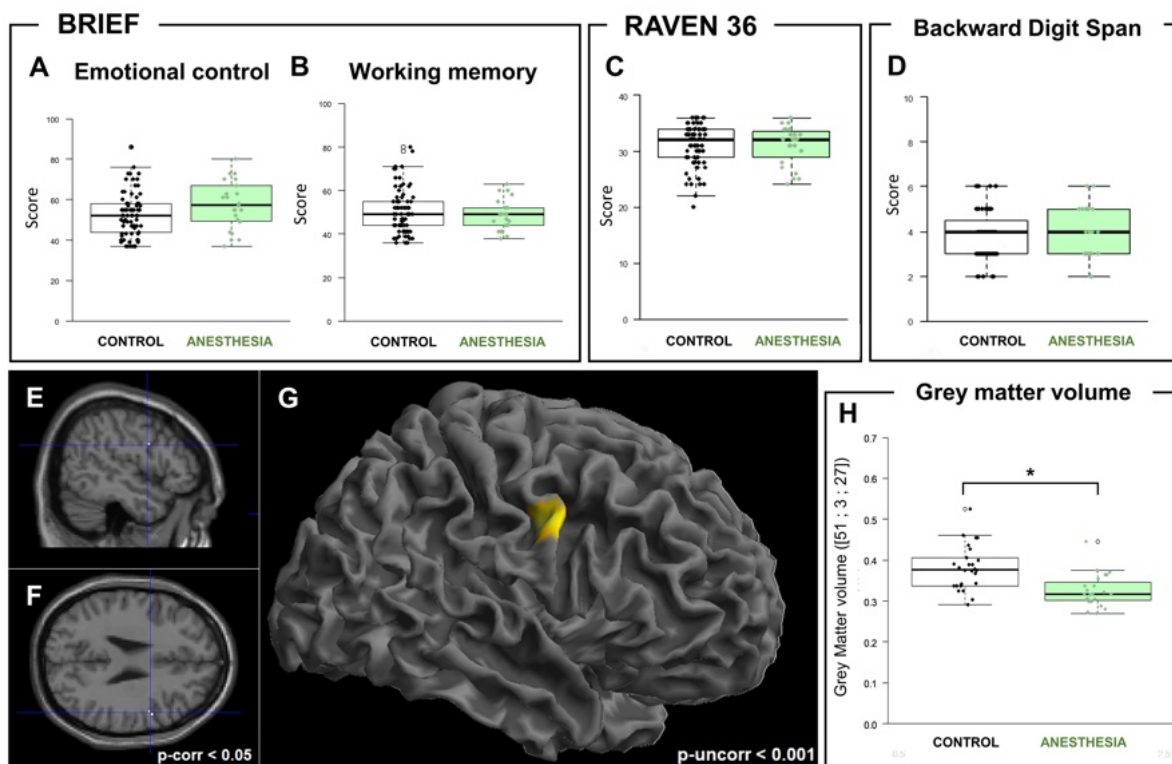 BRIEF
RAVEN 36
Backward Digit Span
A
Emotional control
B
Working memory
C
D
Score
100
80
60
40
20
0
CONTROL
ANESTHESIA
100
80
60
40
20
0
CONTROL
ANESTHESIA
Score
40
30
20
10
0
CONTROL
ANESTHESIA
Score
10
8
6
4
2
0
CONTROL
ANESTHESIA
E
F
p-corr < 0.05
G
p-uncorr < 0.001
Grey matter volume
H
Grey Matter volume ([51 ; 3 ; 27])
0.7
0.6
0.5
0.4
0.3
0.2
0.1
0.0
*
CONTROL
ANESTHESIA
0.5
2.5